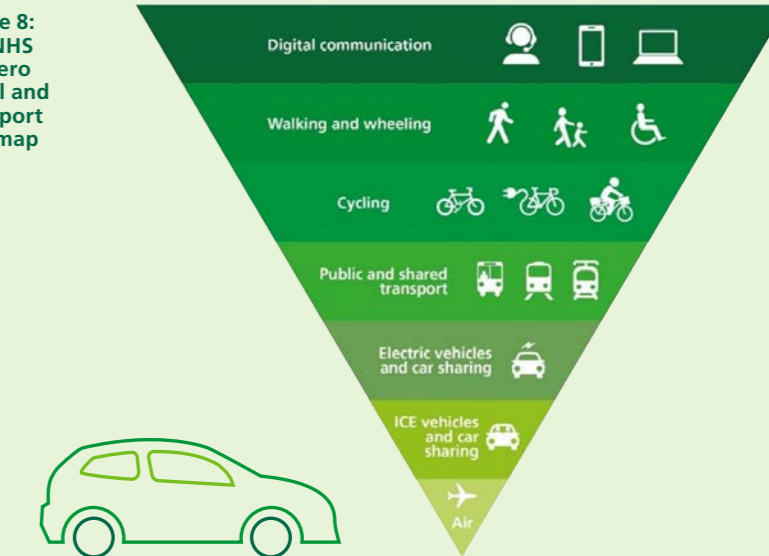 e 8:
NHS
ero
l and
port
map
Digital communication
Walking and wheeling
Cycling
Public and shared
transport
Electric vehicles
and car sharing
ICE vehicles
and car
sharing
Air